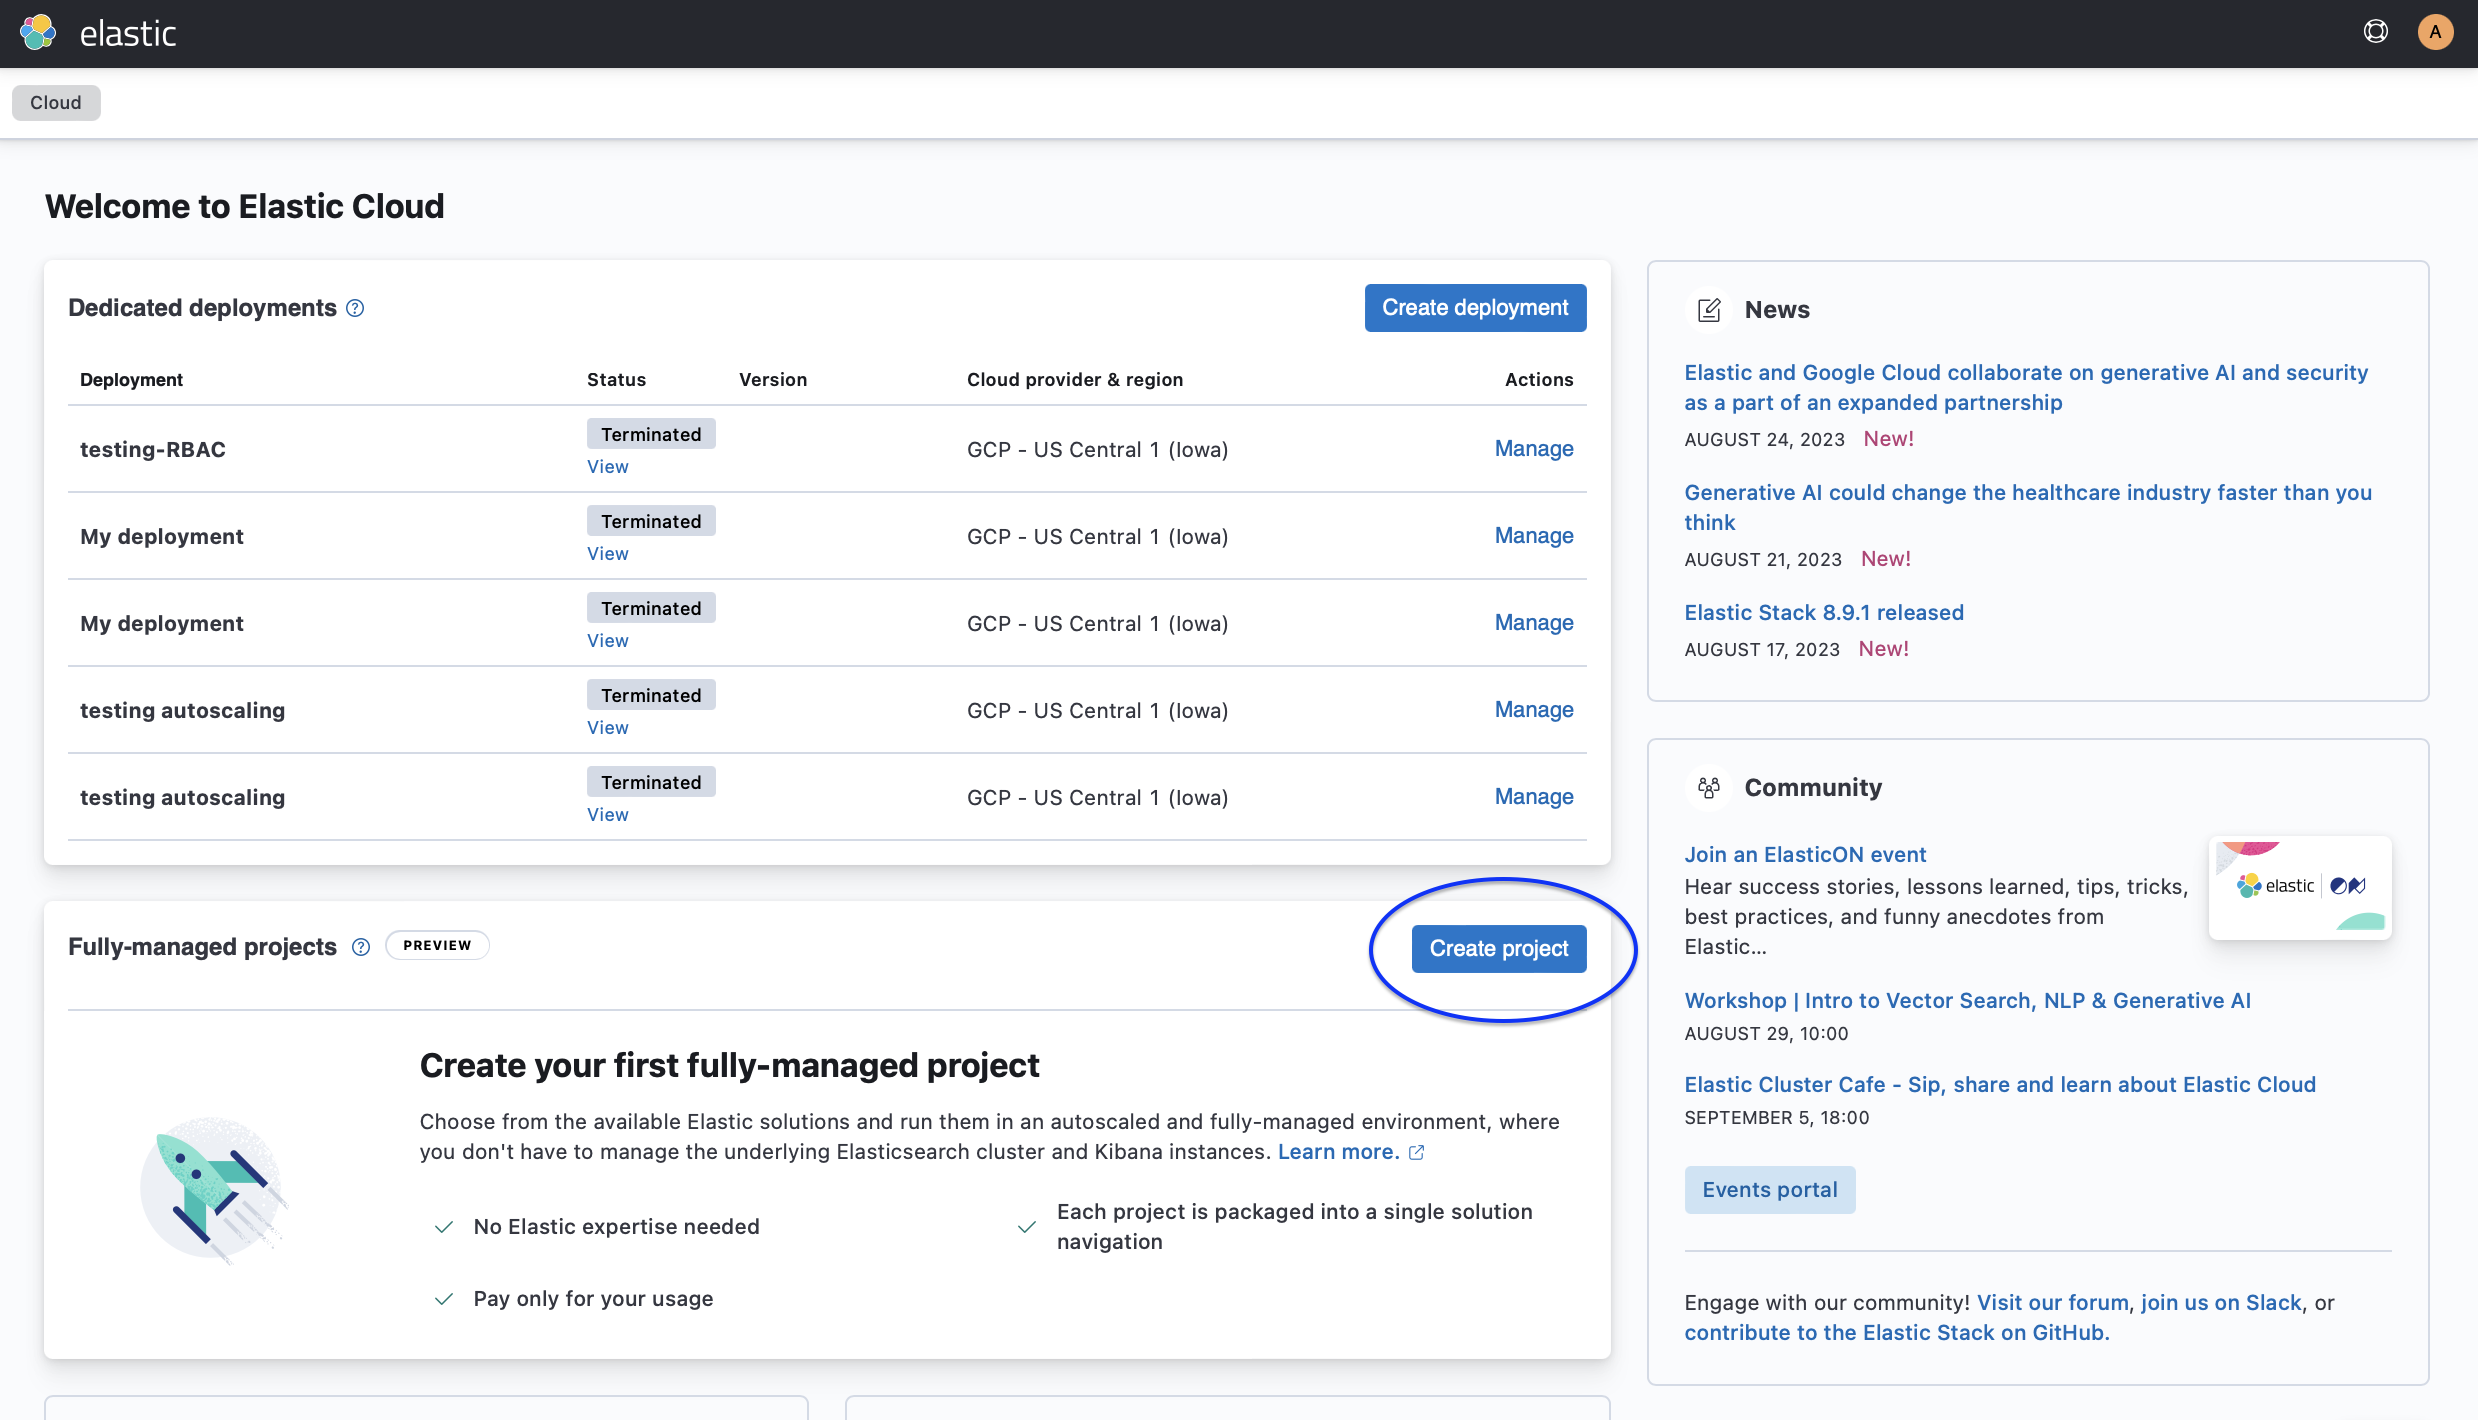 elastic
A
Cloud
Welcome to Elastic Cloud
Dedicated deployments ?
Create deployment
Deployment Status Version Cloud provider & region Actions
testing-RBAC Terminated GCP - US Central 1 (Iowa) Manage
View
My deployment Terminated GCP - US Central 1 (Iowa) Manage
View
My deployment Terminated GCP - US Central 1 (Iowa) Manage
View
testing autoscaling Terminated GCP - US Central 1 (Iowa) Manage
View
testing autoscaling Terminated GCP - US Central 1 (Iowa) Manage
View
Fully-managed projects ? PREVIEW
Create project
Create your first fully-managed project
Choose from the available Elastic solutions and run them in an autoscaled and fully-managed environment, where
you don't have to manage the underlying Elasticsearch cluster and Kibana instances. Learn more.
No Elastic expertise needed
Each project is packaged into a single solution
navigation
Pay only for your usage
News
Elastic and Google Cloud collaborate on generative AI and security
as a part of an expanded partnership
AUGUST 24, 2023 New!
Generative AI could change the healthcare industry faster than you
think
AUGUST 21, 2023 New!
Elastic Stack 8.9.1 released
AUGUST 17, 2023 New!
Community
Join an ElasticON event
Hear success stories, lessons learned, tips, tricks,
best practices, and funny anecdotes from
Elastic...
elastic ON
Workshop | Intro to Vector Search, NLP & Generative AI
AUGUST 29, 10:00
Elastic Cluster Cafe - Sip, share and learn about Elastic Cloud
SEPTEMBER 5, 18:00
Events portal
Engage with our community! Visit our forum, join us on Slack, or
contribute to the Elastic Stack on GitHub.